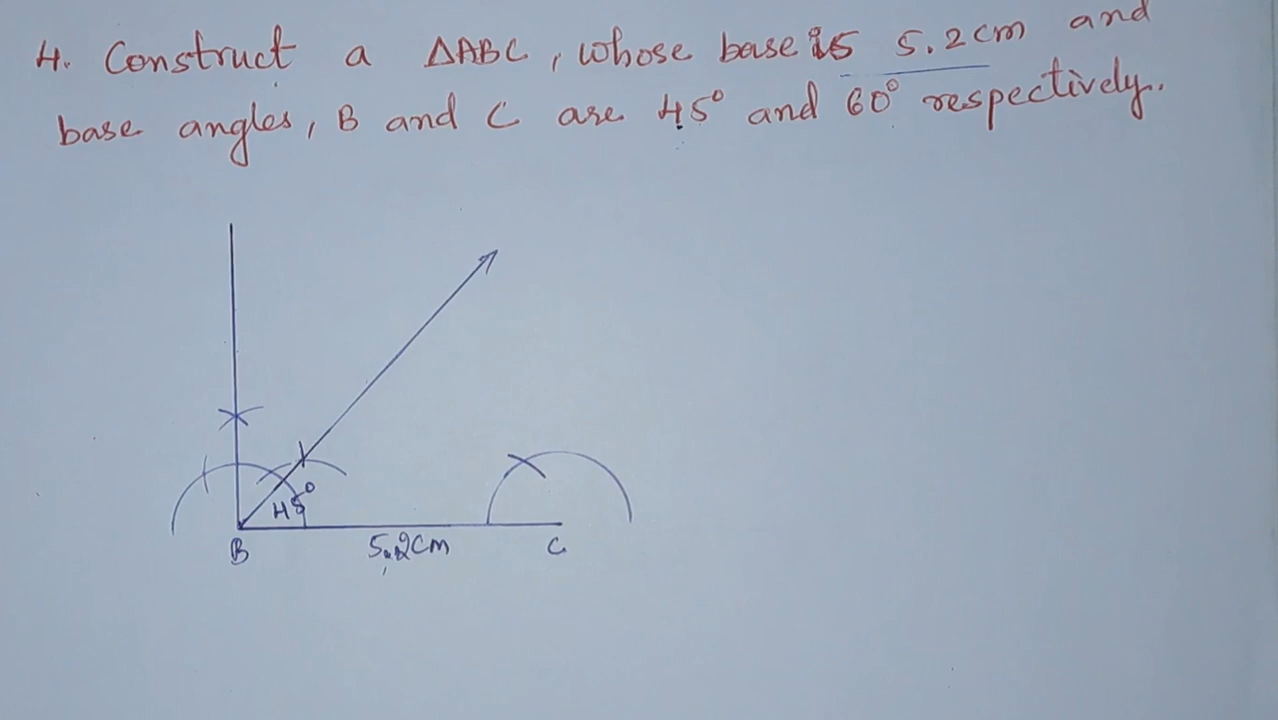 4. Construct a ΔABC, whose base is 5.2cm and
base angles, B and C are 45° and 60° respectively.
45°
B 5.2cm C